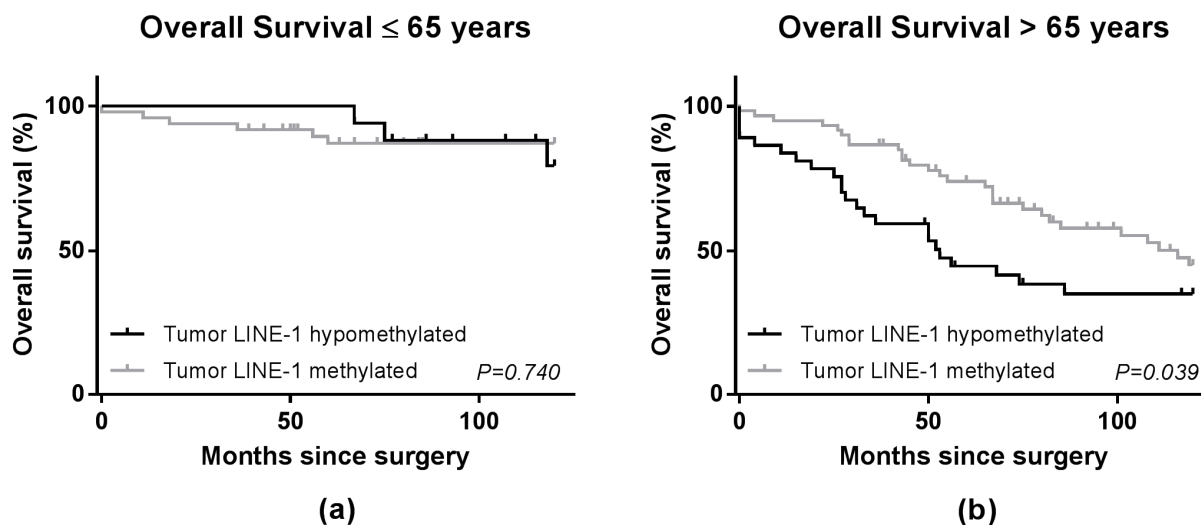 Overall Survival ≤ 65 years
Overall survival (%)
100
50
0
Tumor LINE-1 hypomethylated
Tumor LINE-1 methylated
P=0.740
0
50
100
Months since surgery
(a)
Overall Survival > 65 years
Overall survival (%)
100
50
0
Tumor LINE-1 hypomethylated
Tumor LINE-1 methylated
P=0.039
0
50
100
Months since surgery
(b)